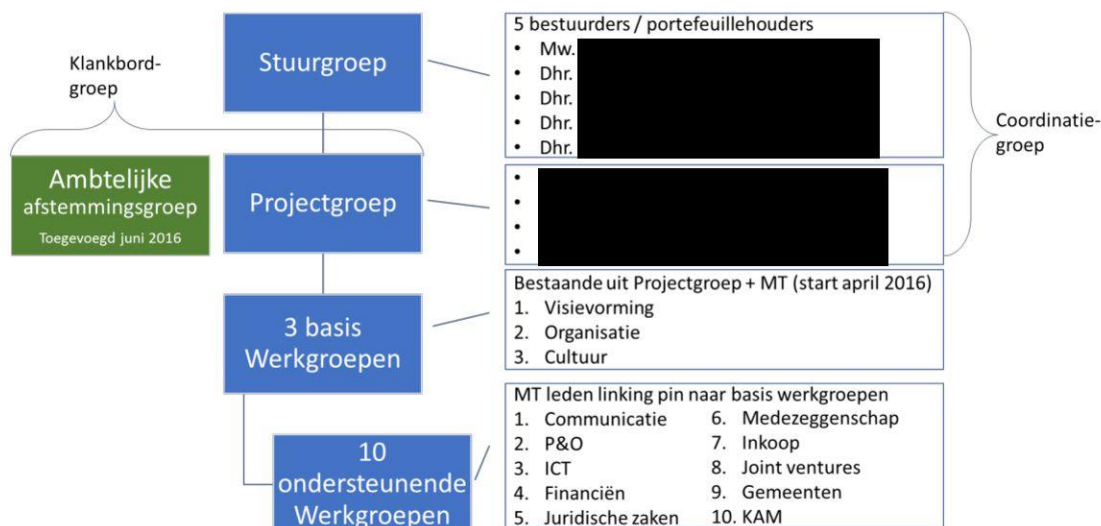 Klankbord-
groep
Stuurgroep
5 bestuurders / portefeuillehouders
• Mw.
• Dhr.
• Dhr.
• Dhr.
• Dhr.
Coordinatie-
groep
Ambtelijke
afstemmingsgroep
Toegevoegd juni 2016
Projectgroep
•
•
•
•
3 basis
Werkgroepen
Bestaande uit Projectgroep + MT (start april 2016)
1. Visievorming
2. Organisatie
3. Cultuur
10
ondersteunende
Werkgroepen
MT leden linking pin naar basis werkgroepen
1. Communicatie
2. P&O
3. ICT
4. Financiën
5. Juridische zaken
6. Medezeggenschap
7. Inkoop
8. Joint ventures
9. Gemeenten
10. KAM